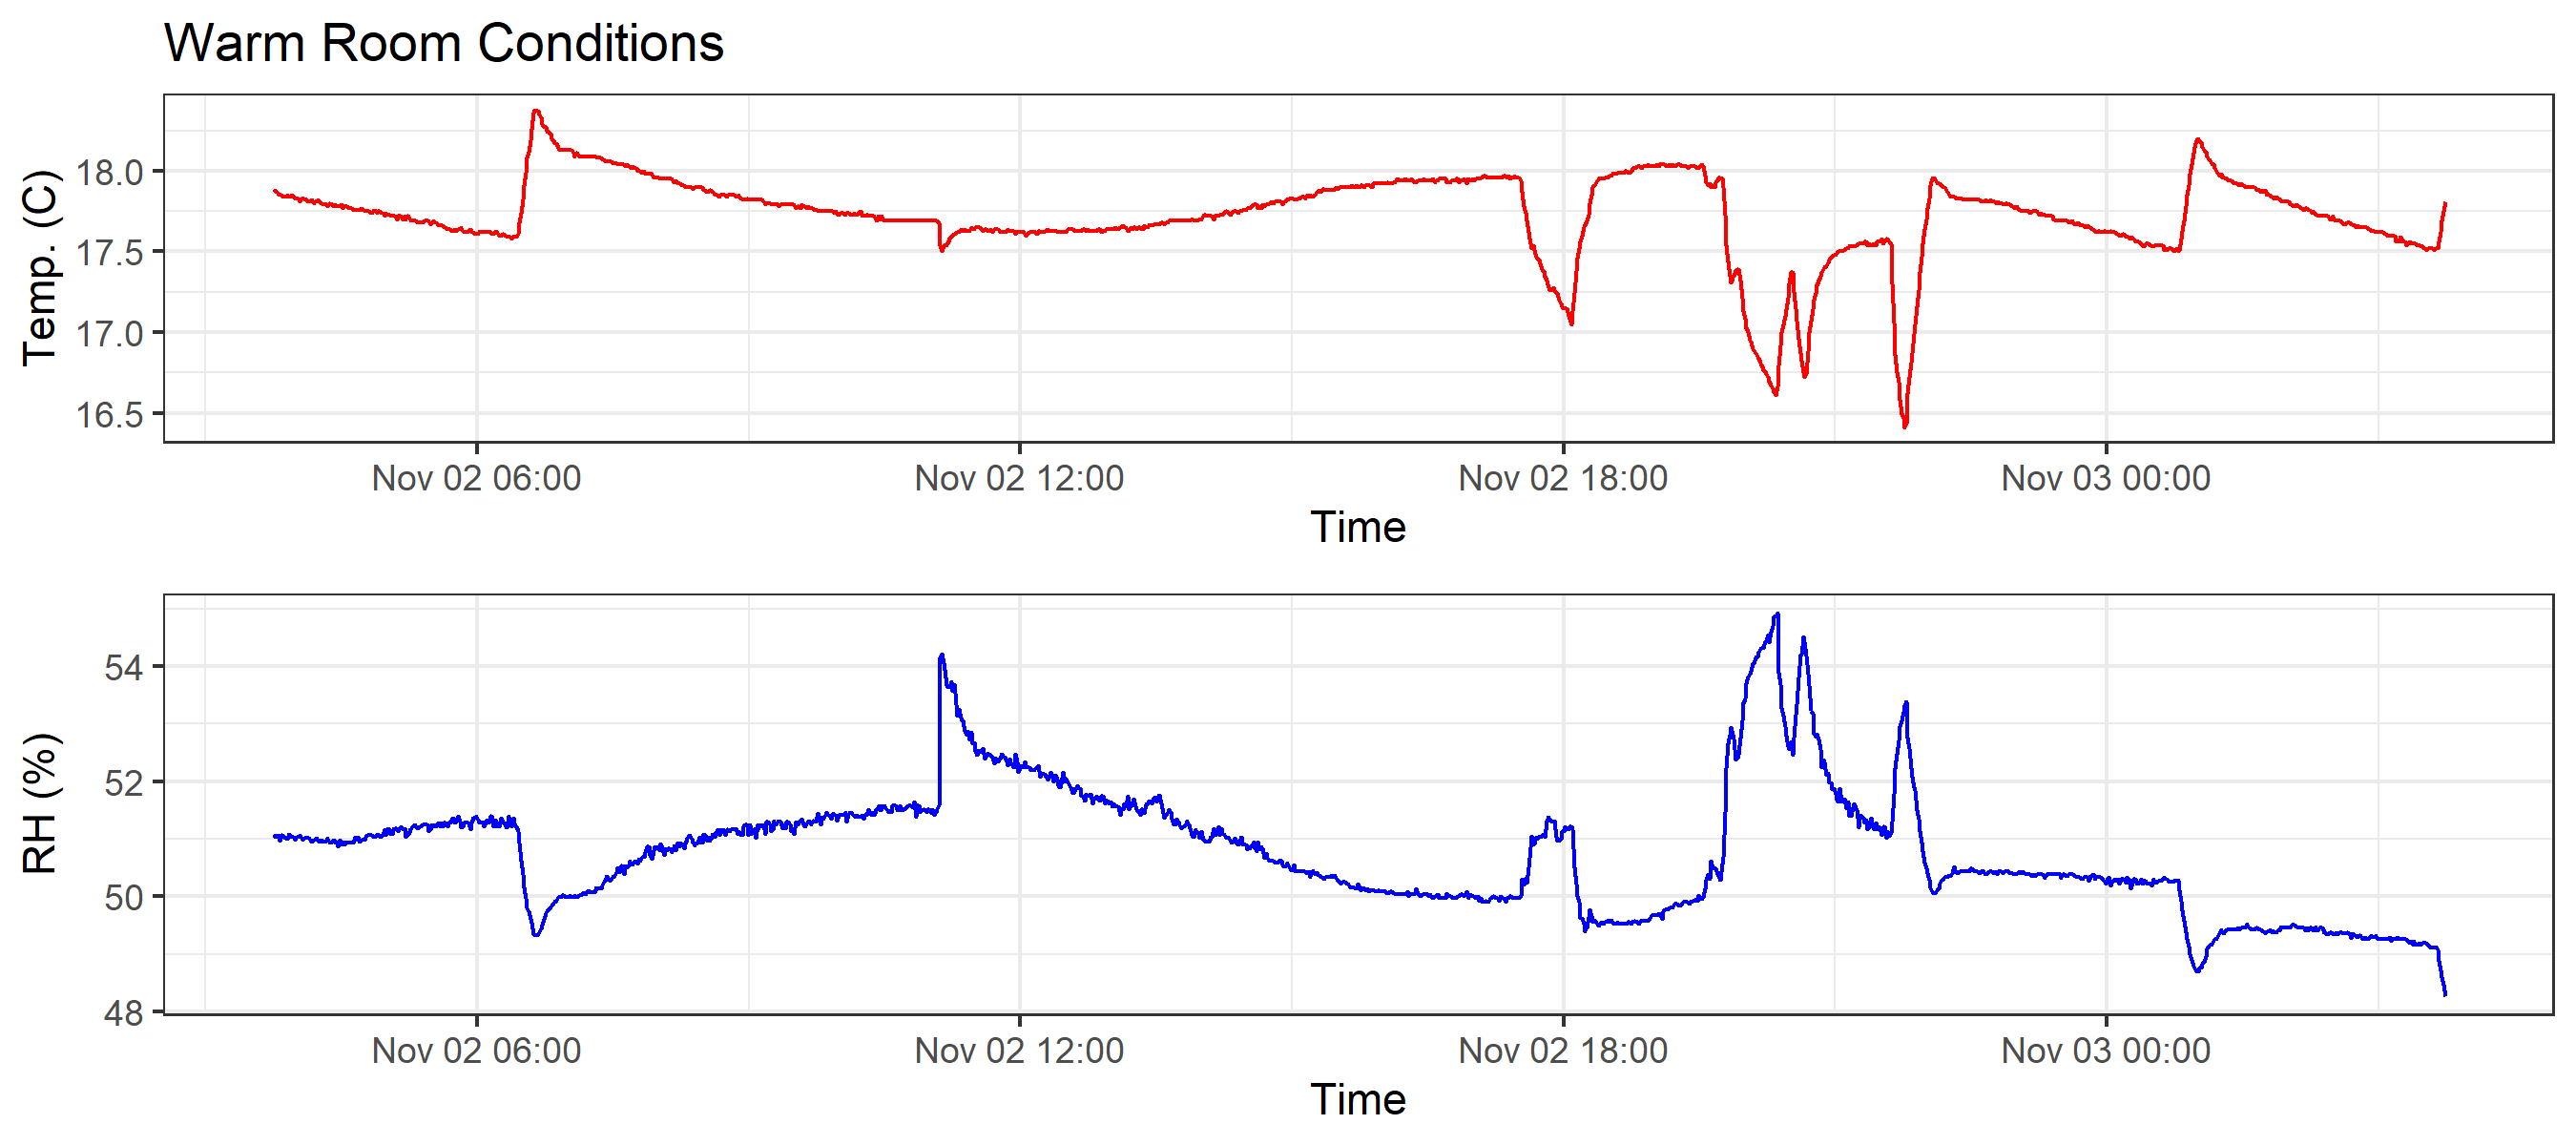 Warm Room Conditions
Temp. (C)
18.0
17.5
17.0
16.5
Nov 02 06:00 Nov 02 12:00 Nov 02 18:00 Nov 03 00:00
Time
RH (%)
54
52
50
48
Nov 02 06:00 Nov 02 12:00 Nov 02 18:00 Nov 03 00:00
Time